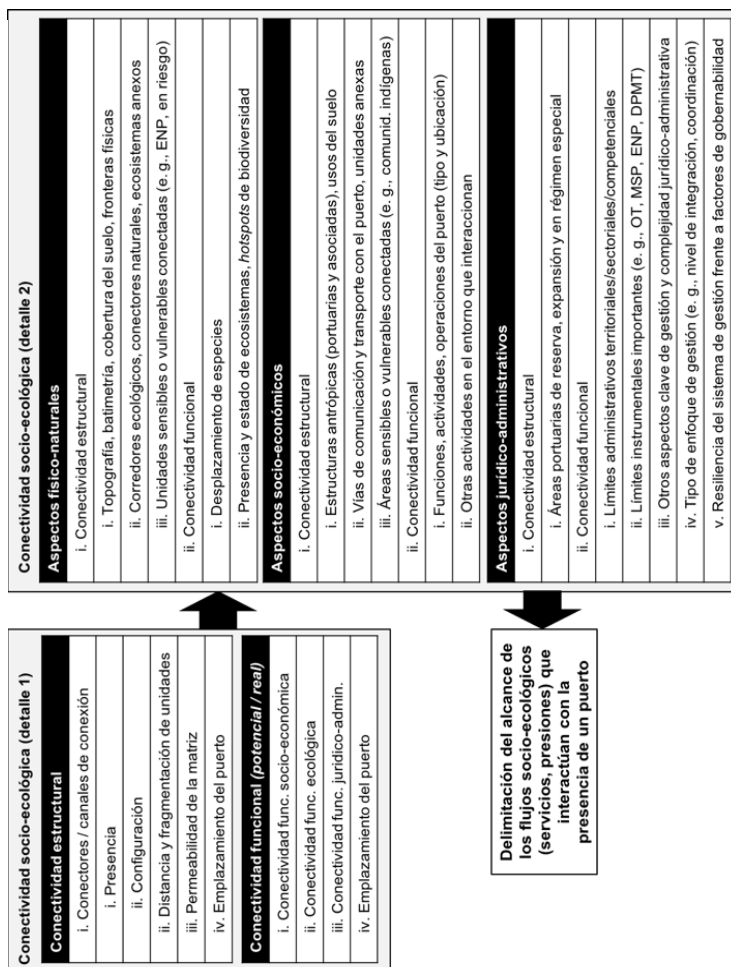 Conectividad socio-ecológica (detalle 1)
Conectividad estructural
i. Conectores / canales de conexión
i. Presencia
ii. Configuración
ii. Distancia y fragmentación de unidades
iii. Permeabilidad de la matriz
iv. Emplazamiento del puerto
Conectividad funcional (potencial / real)
i. Conectividad func. socio-económica
ii. Conectividad func. ecológica
iii. Conectividad func. jurídico-admin.
iv. Emplazamiento del puerto
Conectividad socio-ecológica (detalle 2)
Aspectos físico-naturales
i. Conectividad estructural
i. Topografía, batimetría, cobertura del suelo, fronteras físicas
ii. Corredores ecológicos, conectores naturales, ecosistemas anexos
iii. Unidades sensibles o vulnerables conectadas (e. g., ENP, en riesgo)
ii. Conectividad funcional
i. Desplazamiento de especies
ii. Presencia y estado de ecosistemas, hotspots de biodiversidad
Aspectos socio-económicos
i. Conectividad estructural
i. Estructuras antrópicas (portuarias y asociadas), usos del suelo
ii. Vías de comunicación y transporte con el puerto, unidades anexas
iii. Áreas sensibles o vulnerables conectadas (e. g., comunid. indígenas)
ii. Conectividad funcional
i. Funciones, actividades, operaciones del puerto (tipo y ubicación)
ii. Otras actividades en el entorno que interaccionan
Aspectos jurídico-administrativos
i. Conectividad estructural
i. Áreas portuarias de reserva, expansión y en régimen especial
ii. Conectividad funcional
i. Límites administrativos territoriales/sectoriales/competenciales
ii. Límites instrumentales importantes (e. g., OT, MSP, ENP, DPMT)
iii. Otros aspectos clave de gestión y complejidad jurídico-administrativa
iv. Tipo de enfoque de gestión (e. g., nivel de integración, coordinación)
v. Resiliencia del sistema de gestión frente a factores de gobernabilidad
Delimitación del alcance de
los flujos socio-ecológicos
(servicios, presiones) que
interactúan con la
presencia de un puerto